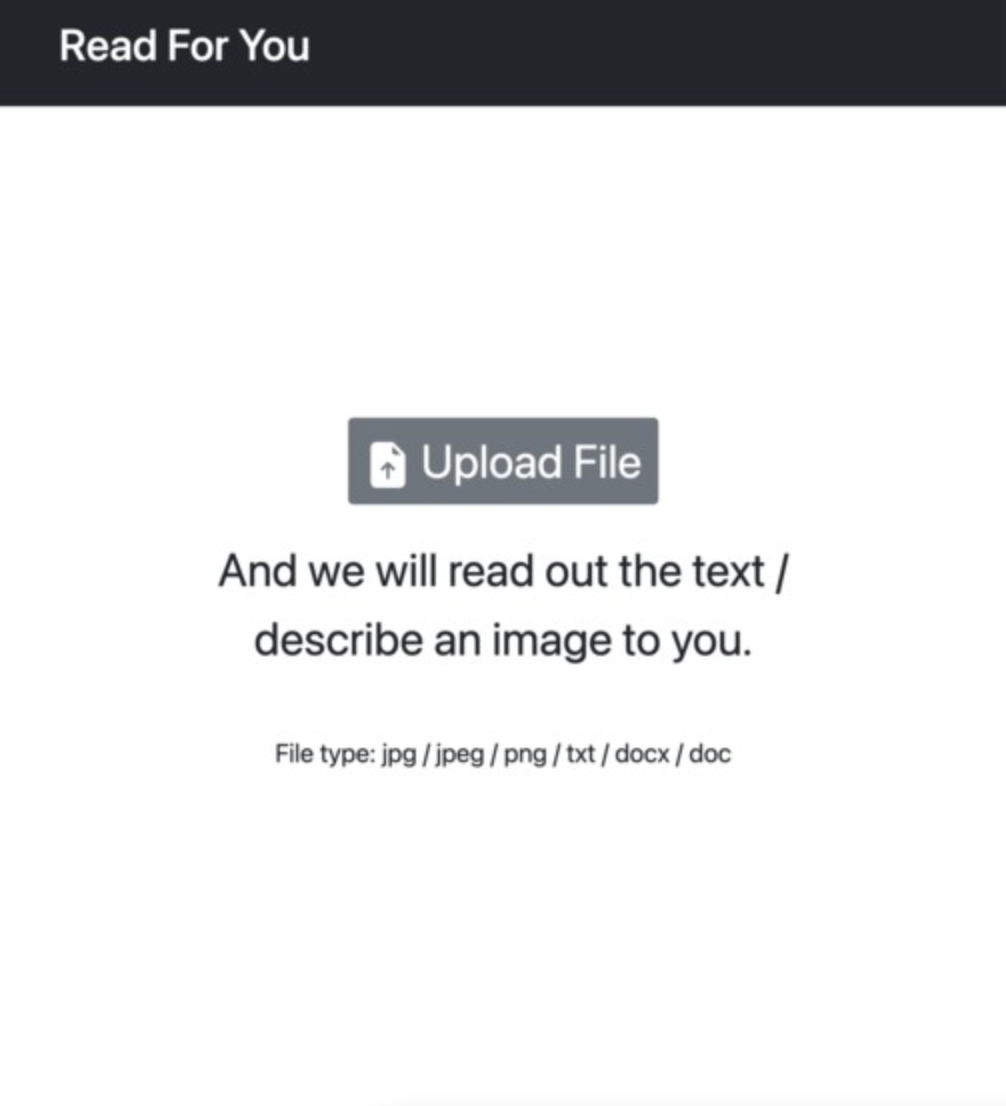 Read For You
Upload File
And we will read out the text /
describe an image to you.
File type: jpg / jpeg / png / txt / docx / doc